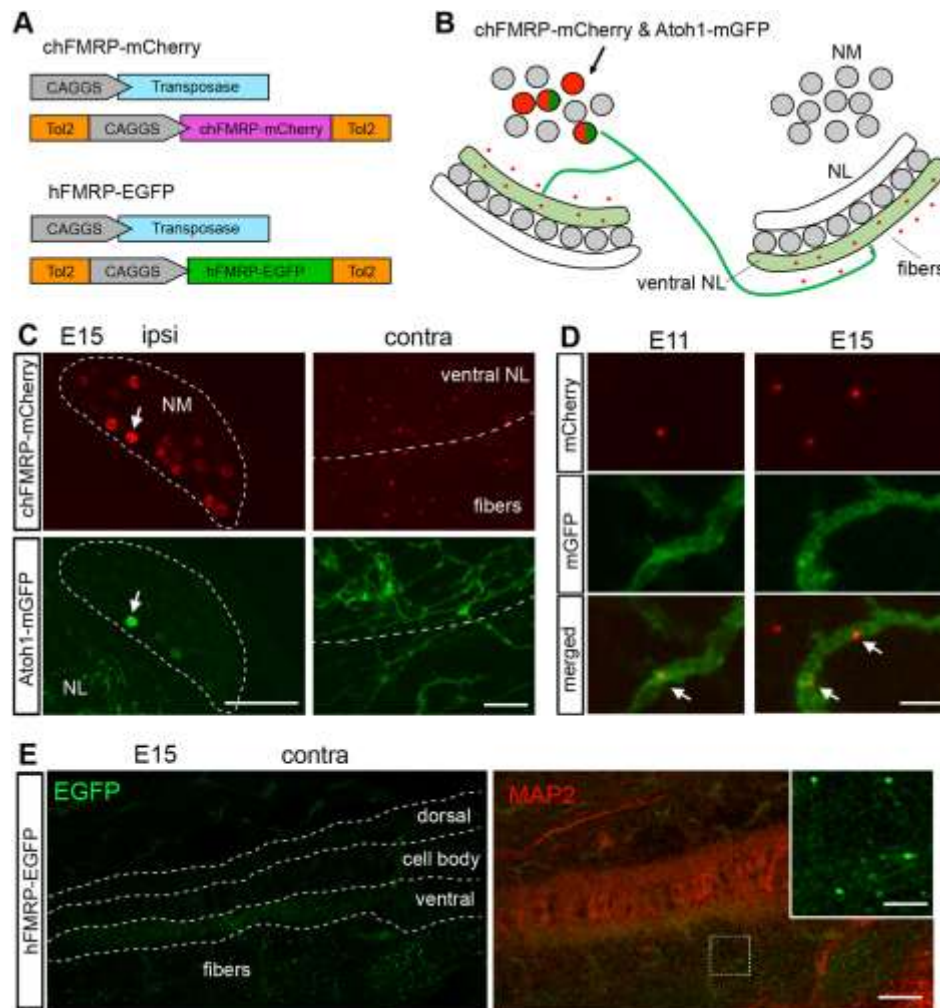 A
chFMRP-mCherry
CAGGS Transposase
Tol2 CAGGS chFMRP-mCherry Tol2
hFMRP-EGFP
CAGGS Transposase
Tol2 CAGGS hFMRP-EGFP Tol2
B
chFMRP-mCherry & Atoh1-mGFP
NM
NL
ventral NL
fibers
C E15 ipsi contra
chFMRP-mCherry
NM
ventral NL
fibers
Atoh1-mGFP
NL
D E11 E15
mCherry
mGFP
merged
E E15 contra
hFMRP-EGFP
EGFP
dorsal
cell body
ventral
fibers
MAP2